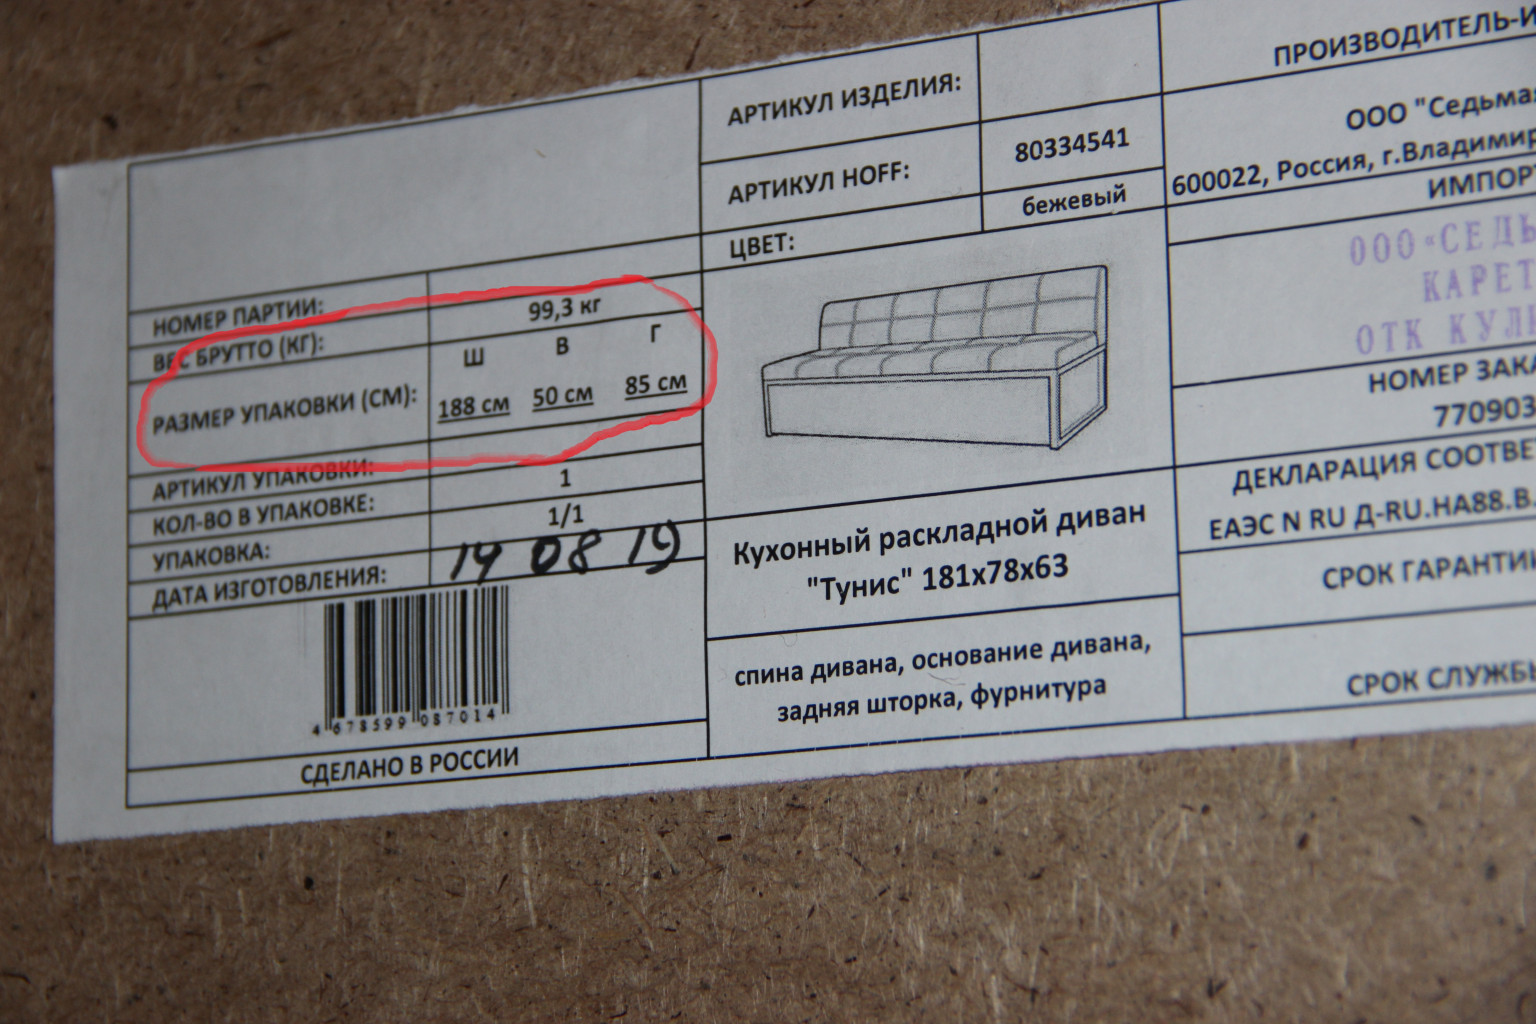 НОМЕР ПАРТИИ:
ВЕС БРУТТО (КГ): 99,3 кг
РАЗМЕР УПАКОВКИ (СМ): Ш В Г
188 см 50 см 85 см
АРТИКУЛ УПАКОВКИ:
КОЛ-ВО В УПАКОВКЕ: 1
УПАКОВКА: 1/1
ДАТА ИЗГОТОВЛЕНИЯ: 14 08 19
4 678599 087014
СДЕЛАНО В РОССИИ
АРТИКУЛ ИЗДЕЛИЯ:
АРТИКУЛ HOFF: 80334541
ЦВЕТ: бежевый
Кухонный раскладной диван
"Тунис" 181х78х63
спина дивана, основание дивана,
задняя шторка, фурнитура
ПРОИЗВОДИТЕЛЬ-И
ООО "Седьмая
600022, Россия, г.Владимир
ИМПОРТ
ООО "СЕДЬ
КАРЕТ
ОТК КУЛ
НОМЕР ЗАКА
770903
ДЕКЛАРАЦИЯ СООТВЕ
ЕАЭС N RU Д-RU.НА88.В.
СРОК ГАРАНТИИ
СРОК СЛУЖБЫ